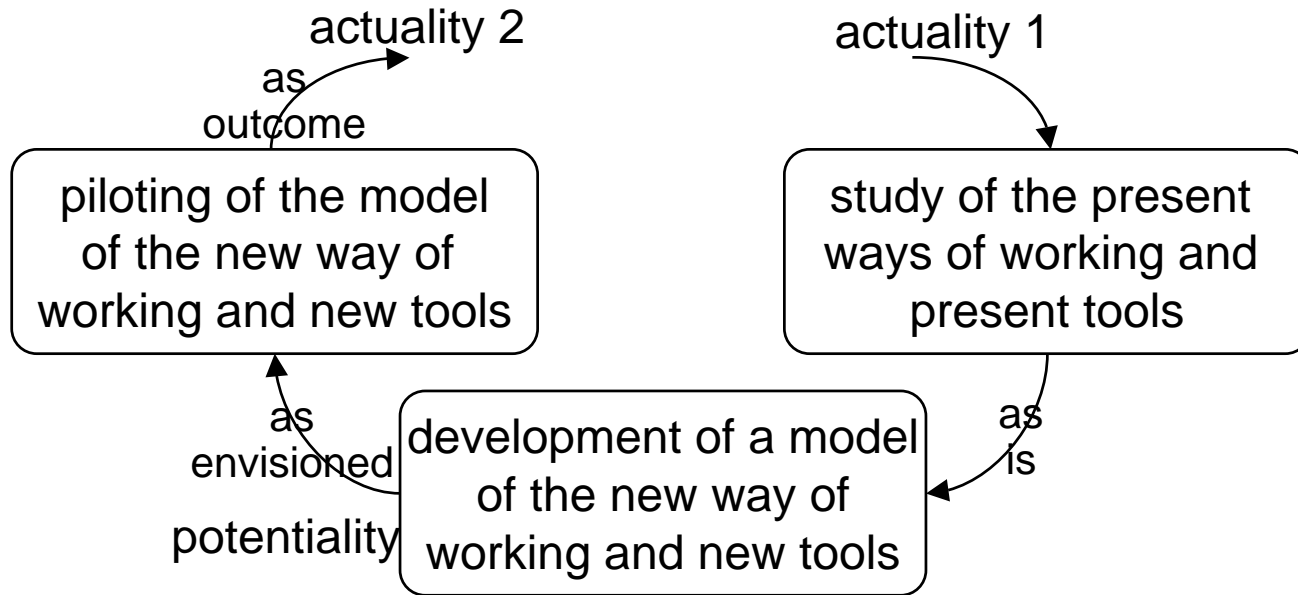 actuality 2
actuality 1
as
outcome
piloting of the model
of the new way of
working and new tools
study of the present
ways of working and
present tools
as
envisioned
potentiality
development of a model
of the new way of
working and new tools
as
is